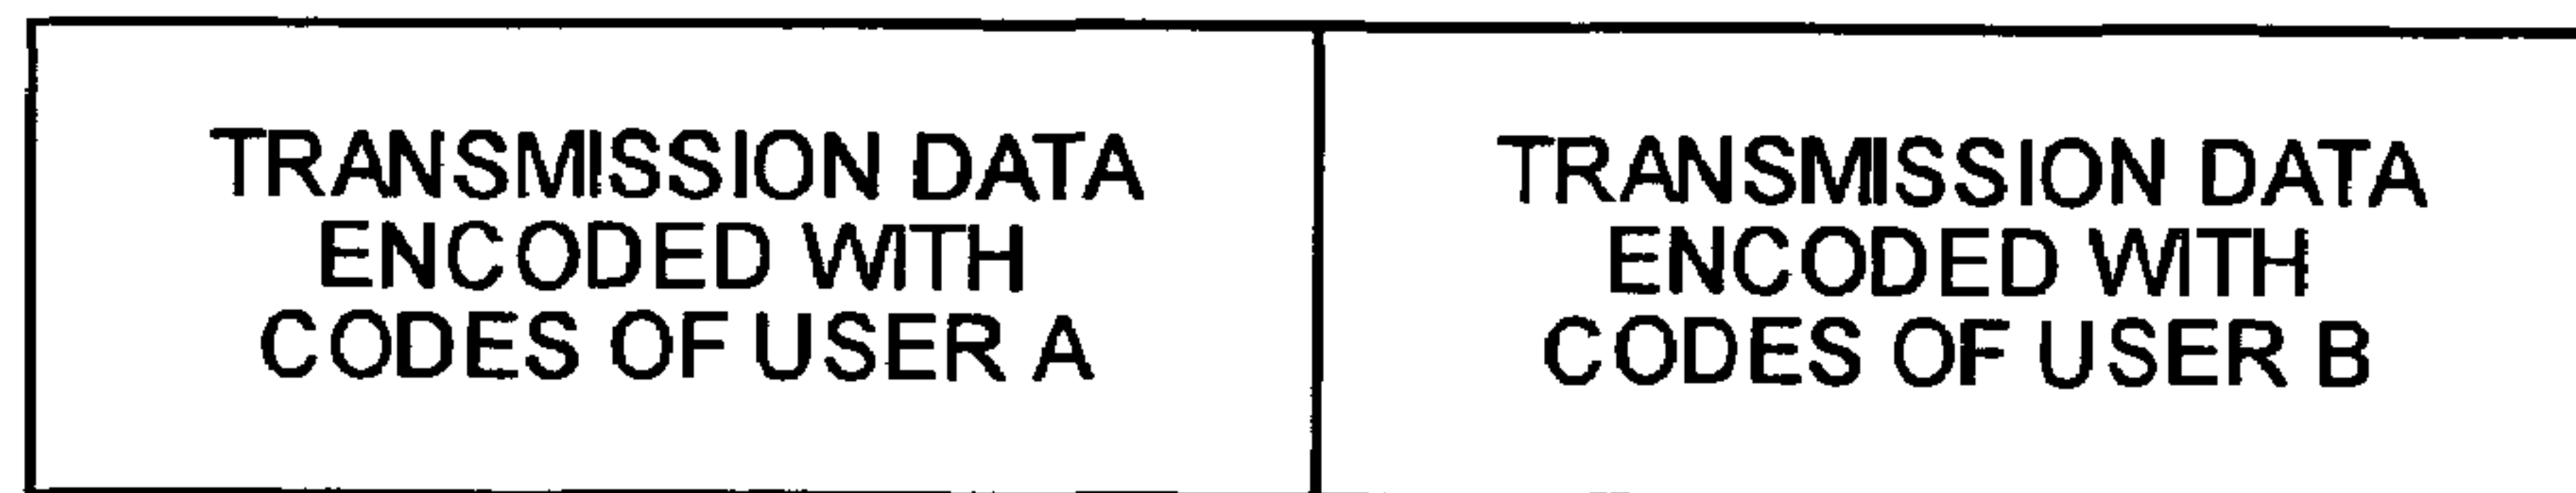 TRANSMISSION DATA
ENCODED WITH
CODES OF USER A
TRANSMISSION DATA
ENCODED WITH
CODES OF USER B